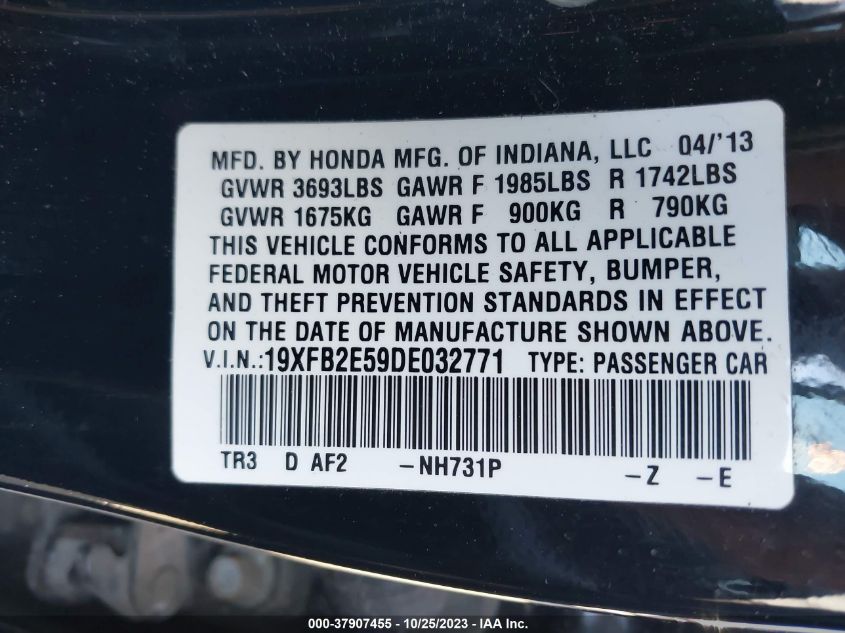 MFD. BY HONDA MFG. OF INDIANA, LLC 04/'13
GVWR 3693LBS GAWR F 1985LBS R 1742LBS
GVWR 1675KG GAWR F 900KG R 790KG
THIS VEHICLE CONFORMS TO ALL APPLICABLE
FEDERAL MOTOR VEHICLE SAFETY, BUMPER,
AND THEFT PREVENTION STANDARDS IN EFFECT
ON THE DATE OF MANUFACTURE SHOWN ABOVE.
V.I.N.:19XFB2E59DE032771 TYPE: PASSENGER CAR
TR3 D AF2 -NH731P -Z -E
000-37907455 - 10/25/2023 - IAA Inc.